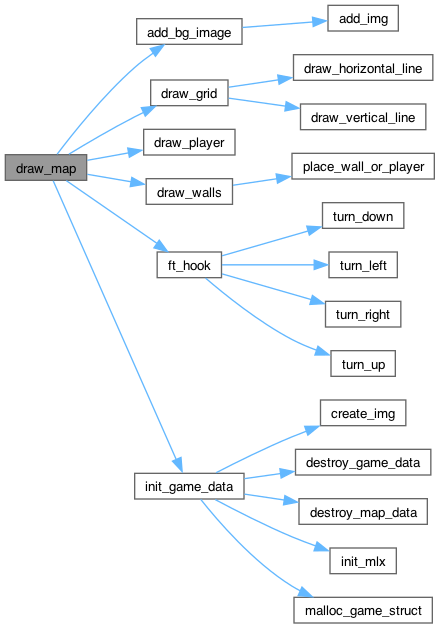 draw_map
add_bg_image
add_img
draw_grid
draw_horizontal_line
draw_vertical_line
draw_player
draw_walls
place_wall_or_player
ft_hook
turn_down
turn_left
turn_right
turn_up
init_game_data
create_img
destroy_game_data
destroy_map_data
init_mlx
malloc_game_struct